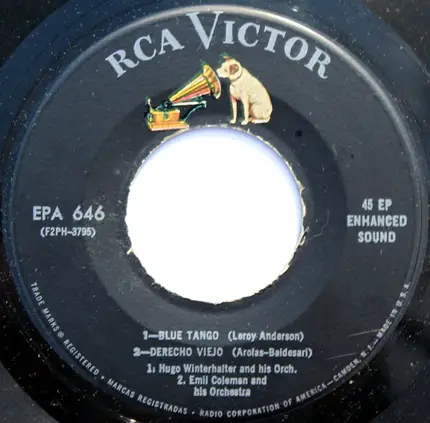 RCA VICTOR
EPA 646
(F2PH-3795)
45 EP
ENHANCED
SOUND
1—BLUE TANGO (Leroy Anderson)
2—DERECHO VIEJO (Arolas-Baldesari)
1: Hugo Winterhalter and his Orch.
2. Emil Coleman and
his Orchestra
TRADE MARKS ® REGISTERED • MARCAS REGISTRADAS • RADIO CORPORATION OF AMERICA—CAMDEN, N. J.—MADE IN U.S.A.